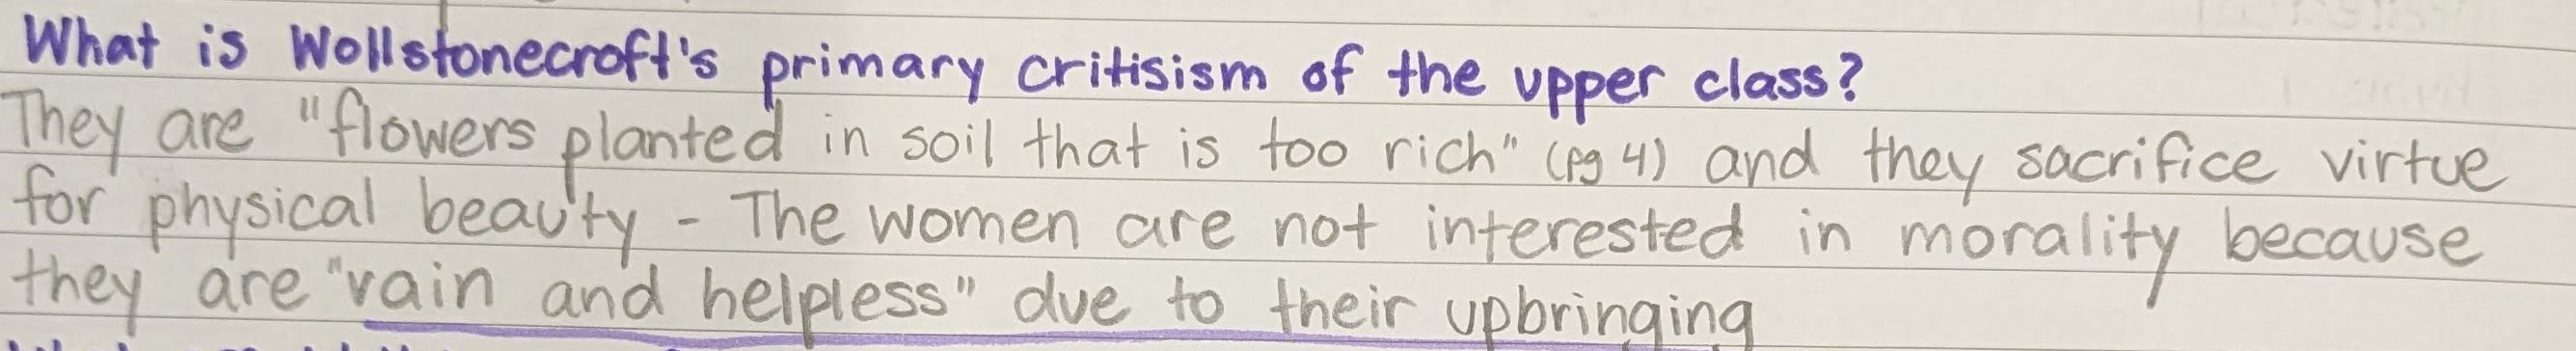 What is Wollstonecroft's primary critisism of the upper class?
They are "flowers planted in soil that is too rich" (pg 4) and they sacrifice virtue
for physical beauty - The women are not interested in morality because
they are "vain and helpless" due to their upbringing